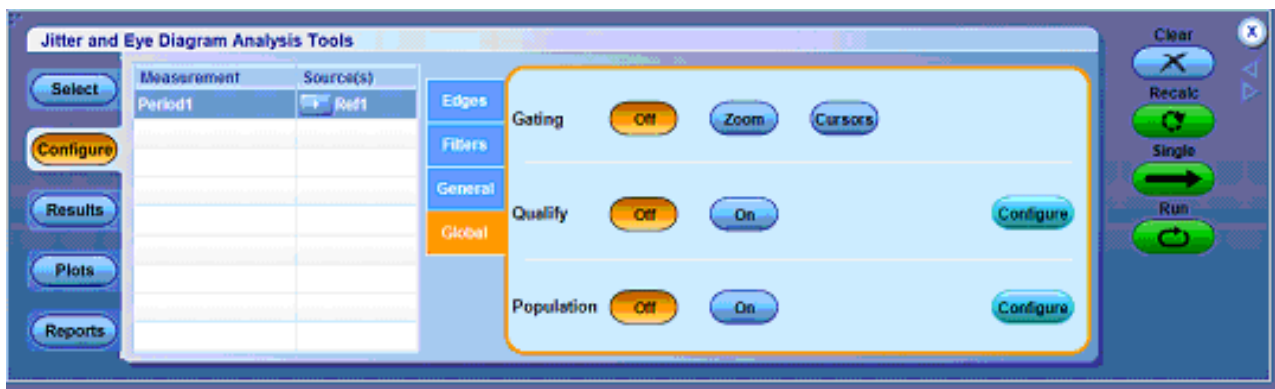 Jitter and Eye Diagram Analysis Tools
Select
Configure
Results
Plots
Reports
Measurement Source(s)
Period1 Ref1
Edges
Filters
General
Global
Gating Off Zoom Cursors
Qualify Off On Configure
Population Off On Configure
Clear
X
Recalc
Single
Run